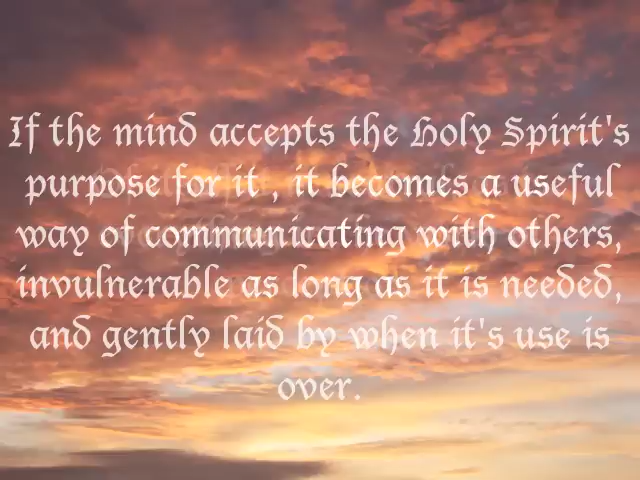 If the mind accepts the Holy Spirit's
purpose for it , it becomes a useful
way of communicating with others,
invulnerable as long as it is needed,
and gently laid by when it's use is
over.